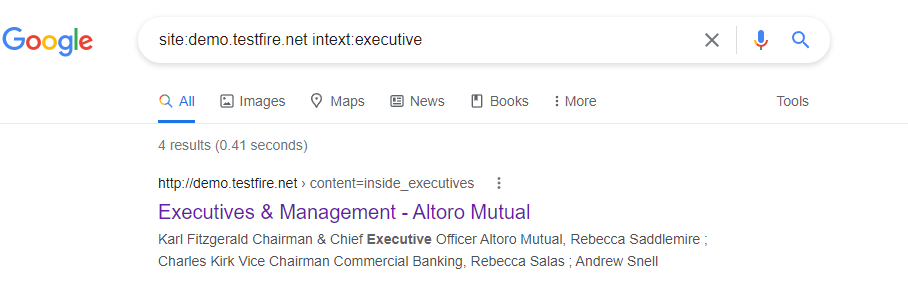 Google
site:demo.testfire.net intext:executive
All Images Maps News Books More Tools
4 results (0.41 seconds)
http://demo.testfire.net › content=inside_executives
Executives & Management - Altoro Mutual
Karl Fitzgerald Chairman & Chief Executive Officer Altoro Mutual, Rebecca Saddlemire ;
Charles Kirk Vice Chairman Commercial Banking, Rebecca Salas ; Andrew Snell